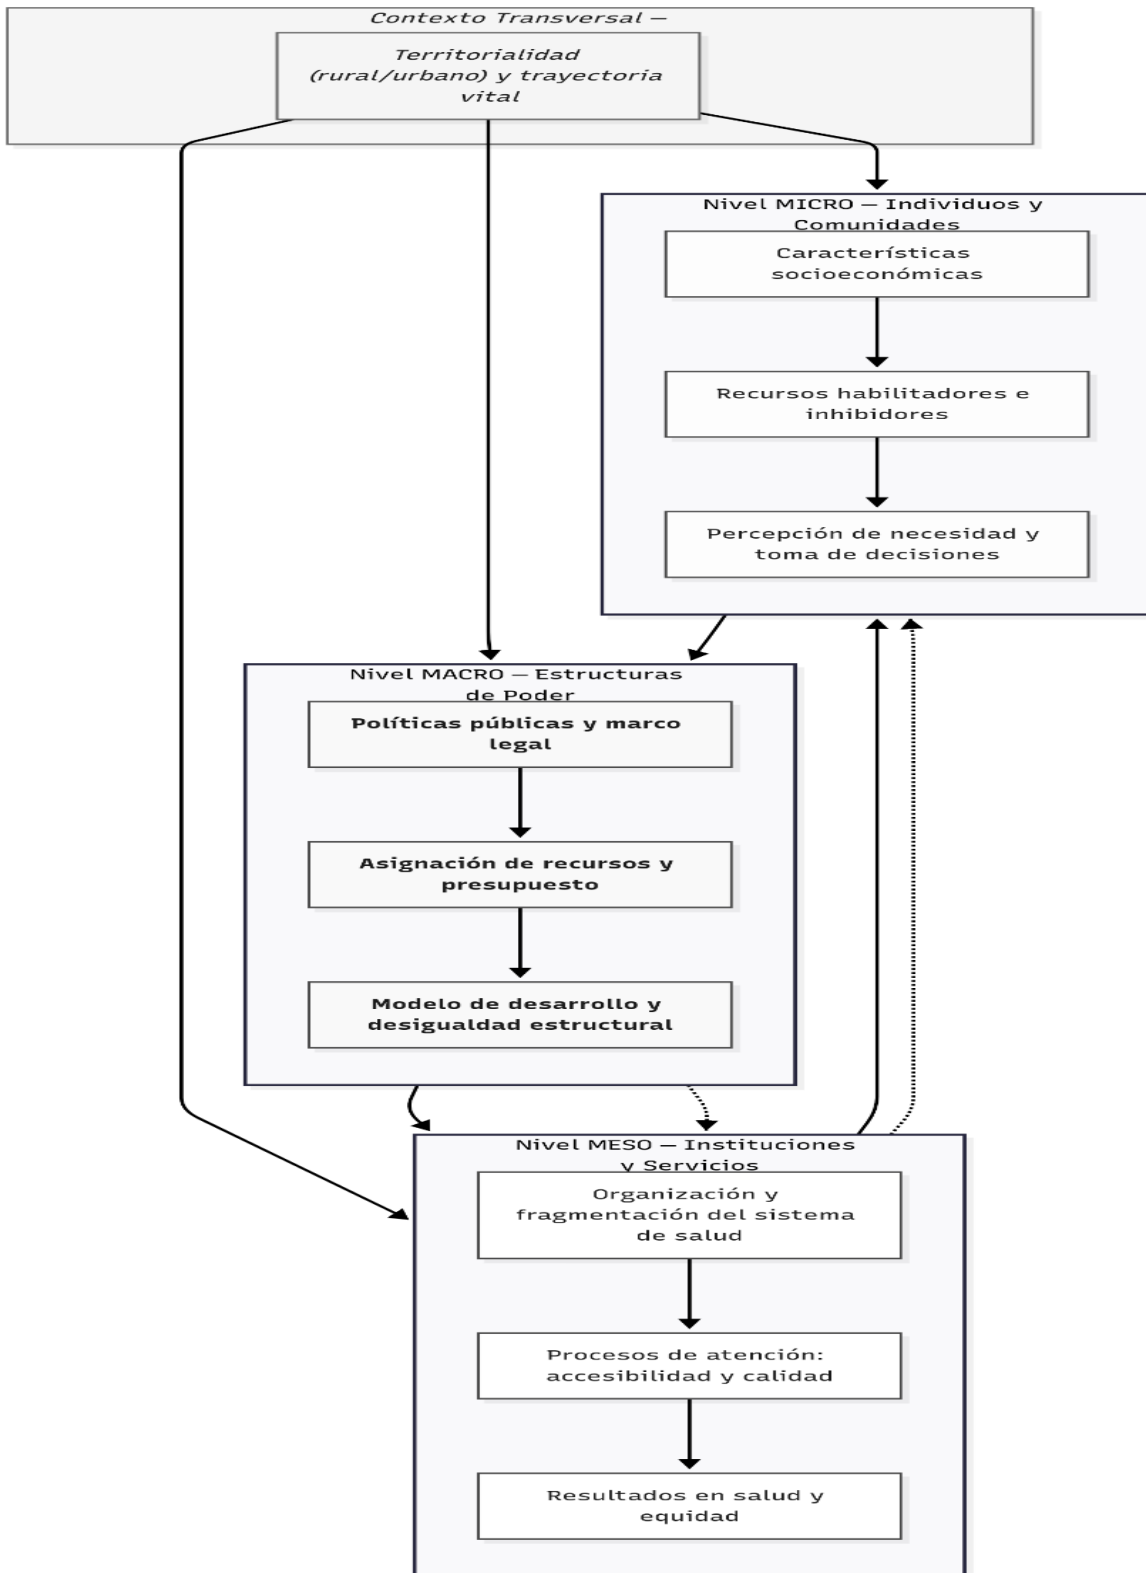 Contexto Transversal —
Territorialidad
(rural/urbano) y trayectoria
vital
Nivel MICRO — Individuos y
Comunidades
Características
socioeconómicas
Recursos habilitadores e
inhibidores
Percepción de necesidad y
toma de decisiones
Nivel MACRO — Estructuras
de Poder
Políticas públicas y marco
legal
Asignación de recursos y
presupuesto
Modelo de desarrollo y
desigualdad estructural
Nivel MESO — Instituciones
y Servicios
Organización y
fragmentación del sistema
de salud
Procesos de atención:
accesibilidad y calidad
Resultados en salud y
equidad